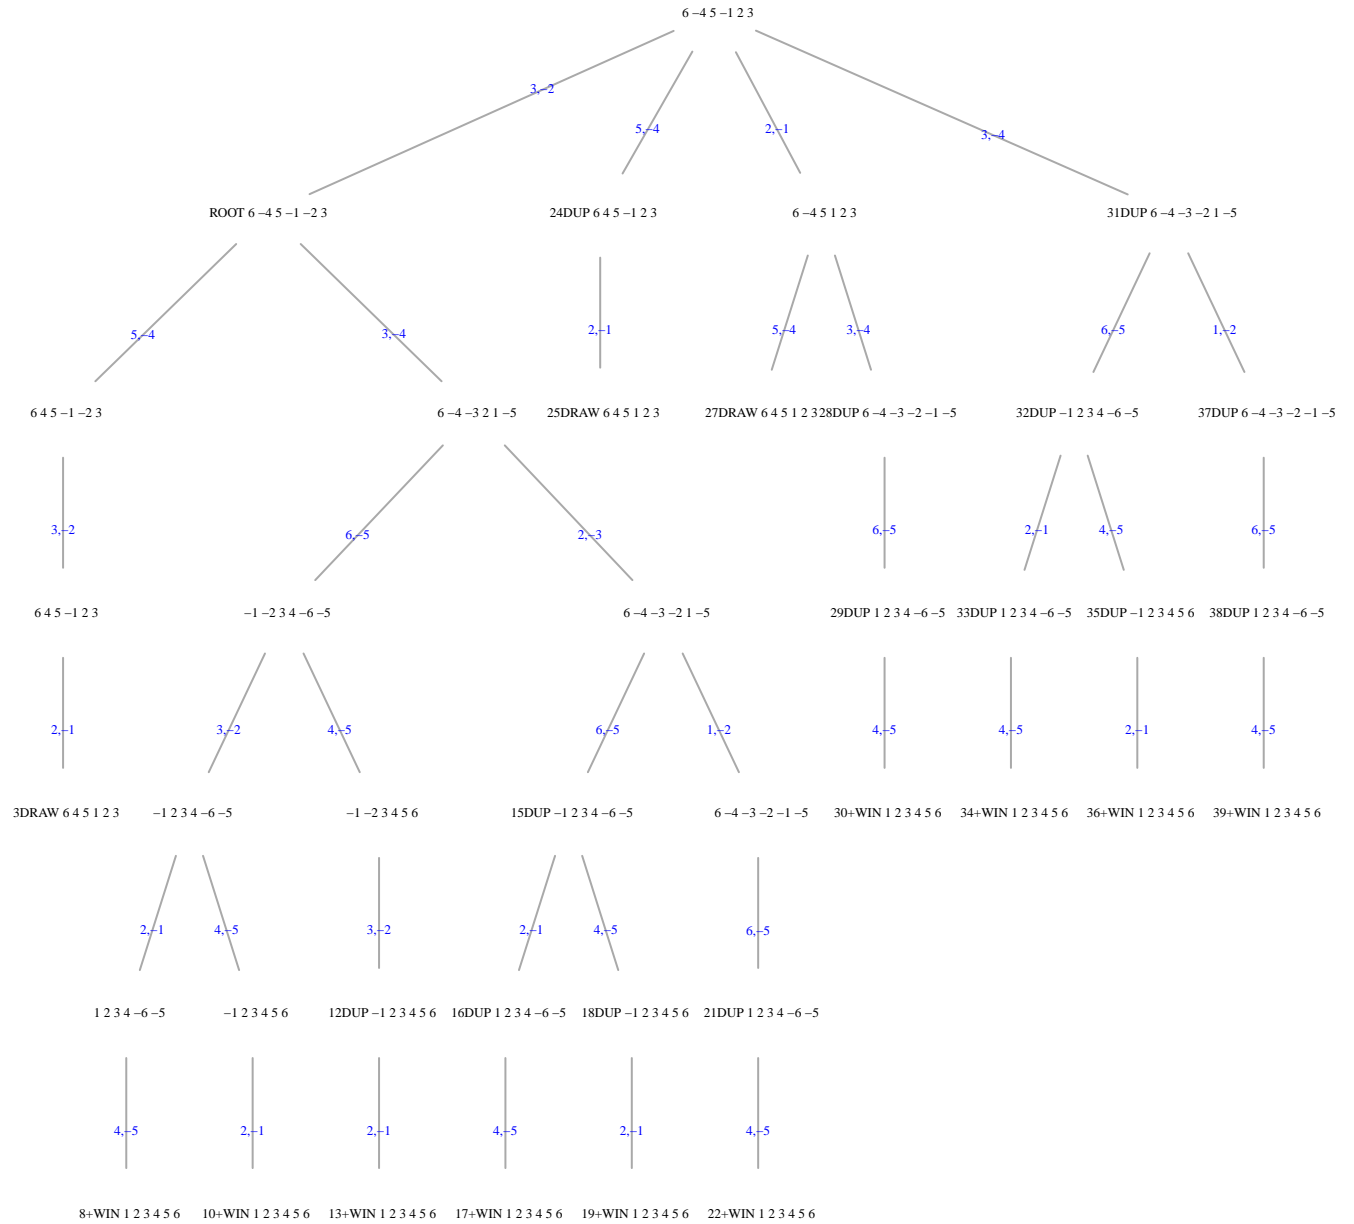 6 −4 5 −1 2 3
3,−2
5,−4
2,−1
3,−4
ROOT 6 −4 5 −1 −2 3
24DUP 6 4 5 −1 2 3
6 −4 5 1 2 3
31DUP 6 −4 −3 −2 1 −5
5,−4
3,−4
2,−1
5,−4
3,−4
6,−5
1,−2
6 4 5 −1 −2 3
6 −4 −3 2 1 −5
25DRAW 6 4 5 1 2 3
27DRAW 6 4 5 1 2 3
28DUP 6 −4 −3 −2 −1 −5
32DUP −1 2 3 4 −6 −5
37DUP 6 −4 −3 −2 −1 −5
3,−2
6,−5
2,−3
6,−5
2,−1
4,−5
6,−5
6 4 5 −1 2 3
−1 −2 3 4 −6 −5
6 −4 −3 −2 1 −5
29DUP 1 2 3 4 −6 −5
33DUP 1 2 3 4 −6 −5
35DUP −1 2 3 4 5 6
38DUP 1 2 3 4 −6 −5
2,−1
3,−2
4,−5
6,−5
1,−2
4,−5
4,−5
2,−1
4,−5
3DRAW 6 4 5 1 2 3
−1 2 3 4 −6 −5
−1 −2 3 4 5 6
15DUP −1 2 3 4 −6 −5
6 −4 −3 −2 −1 −5
30+WIN 1 2 3 4 5 6
34+WIN 1 2 3 4 5 6
36+WIN 1 2 3 4 5 6
39+WIN 1 2 3 4 5 6
2,−1
4,−5
3,−2
2,−1
4,−5
6,−5
1 2 3 4 −6 −5
−1 2 3 4 5 6
12DUP −1 2 3 4 5 6
16DUP 1 2 3 4 −6 −5
18DUP −1 2 3 4 5 6
21DUP 1 2 3 4 −6 −5
4,−5
2,−1
2,−1
4,−5
2,−1
4,−5
8+WIN 1 2 3 4 5 6
10+WIN 1 2 3 4 5 6
13+WIN 1 2 3 4 5 6
17+WIN 1 2 3 4 5 6
19+WIN 1 2 3 4 5 6
22+WIN 1 2 3 4 5 6